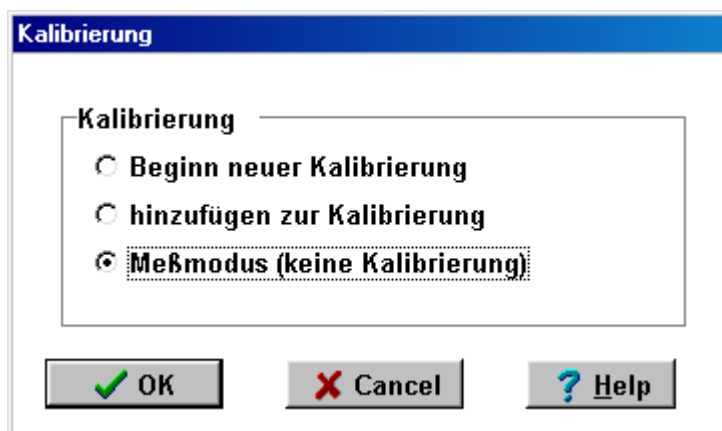 Kalibrierung
Kalibrierung
Beginn neuer Kalibrierung
hinzufügen zur Kalibrierung
Meßmodus (keine Kalibrierung)
OK Cancel Help